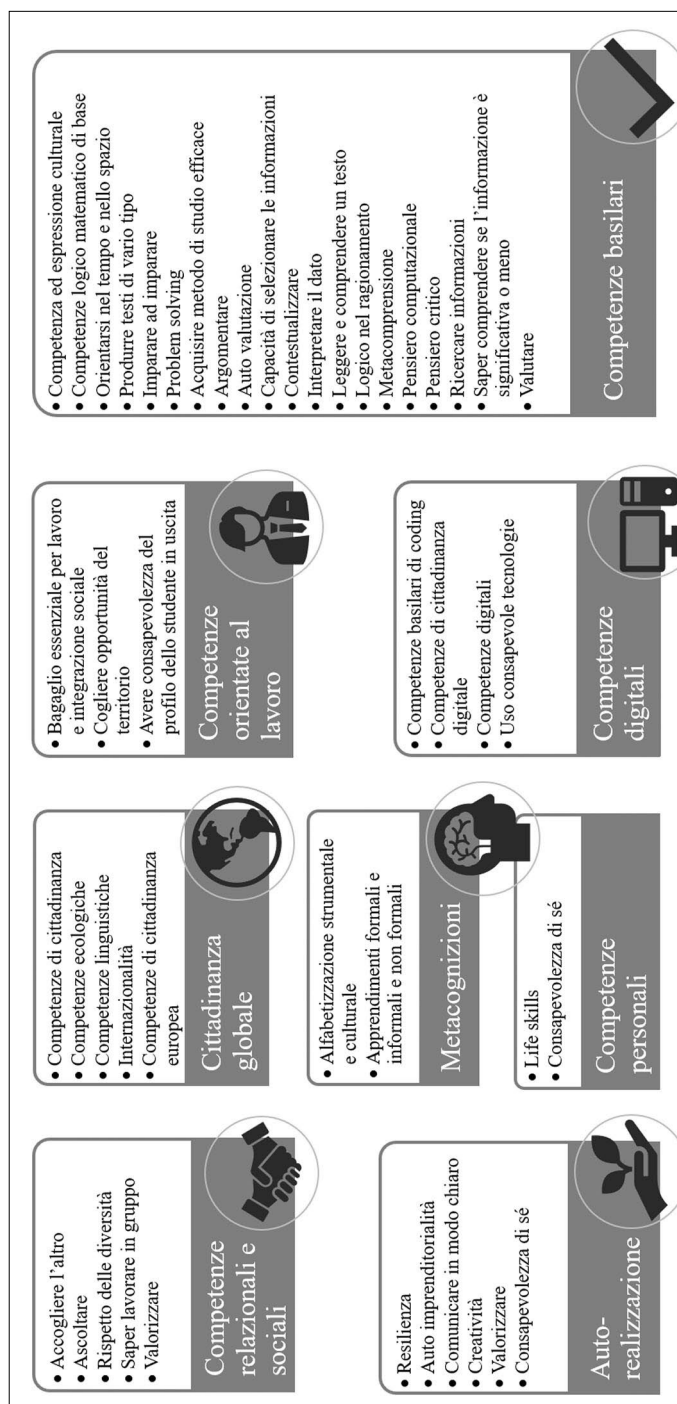 • Accogliere l’altro
• Ascoltare
• Rispetto delle diversità
• Saper lavorare in gruppo
• Valorizzare
Competenze
relazionali e
sociali
• Competenze di cittadinanza
• Competenze ecologiche
• Competenze linguistiche
• Internazionalità
• Competenze di cittadinanza
europea
Cittadinanza
globale
• Bagaglio essenziale per lavoro
e integrazione sociale
• Cogliere opportunità del
territorio
• Avere consapevolezza del
profilo dello studente in uscita
Competenze
orientate al
lavoro
• Competenza ed espressione culturale
• Competenze logico matematico di base
• Orientarsi nel tempo e nello spazio
• Produrre testi di vario tipo
• Imparare ad imparare
• Problem solving
• Acquisire metodo di studio efficace
• Argomentare
• Auto valutazione
• Capacità di selezionare le informazioni
• Contestualizzare
• Interpretare il dato
• Leggere e comprendere un testo
• Logico nel ragionamento
• Metacomprensione
• Pensiero computazionale
• Pensiero critico
• Ricercare informazioni
• Saper comprendere se l’informazione è
significativa o meno
• Valutare
Competenze basilari
• Resilienza
• Auto imprenditorialità
• Comunicare in modo chiaro
• Creatività
• Valorizzare
• Consapevolezza di sé
Auto-
realizzazione
• Alfabetizzazione strumentale
e culturale
• Apprendimenti formali e
informali e non formali
Metacognizioni
• Life skills
• Consapevolezza di sé
Competenze
personali
• Competenze basilari di coding
• Competenze di cittadinanza
digitale
• Competenze digitali
• Uso consapevole tecnologie
Competenze
digitali